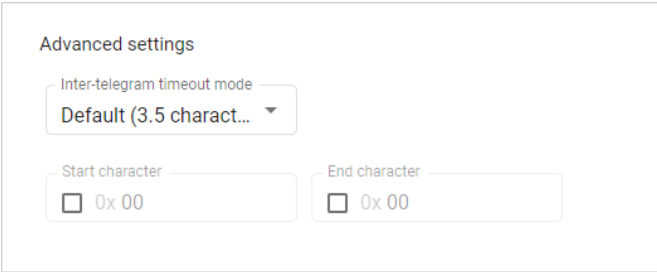 Advanced settings
Inter-telegram timeout mode
Default (3.5 charact...
Start character
End character
0x 00
0x 00